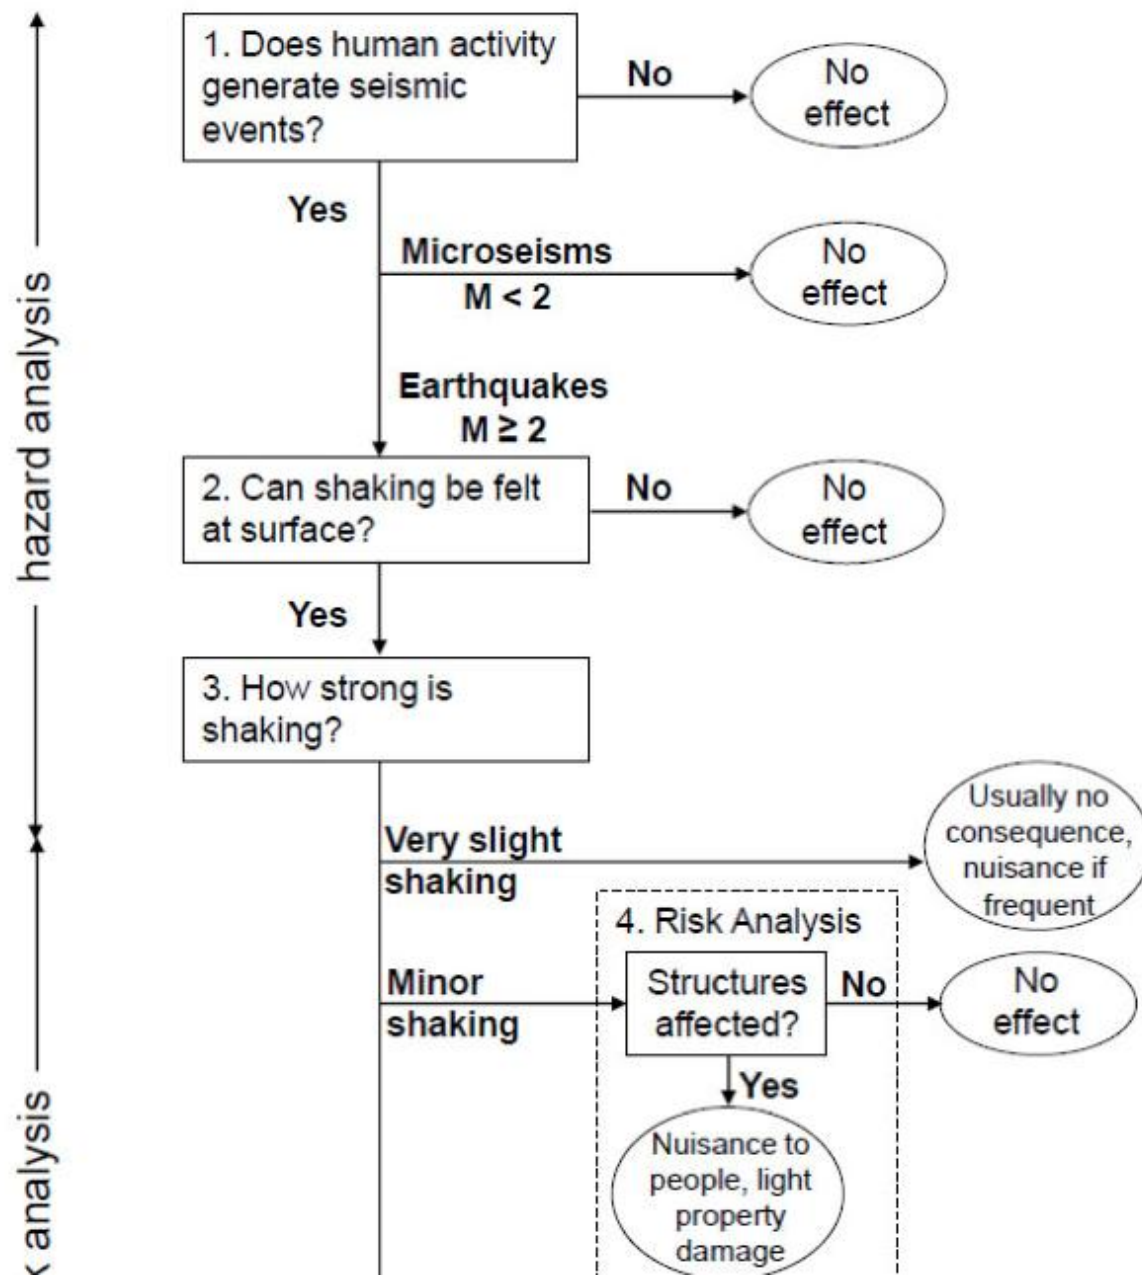 hazard analysis
1. Does human activity
generate seismic
events?
No
No
effect
Yes
Microseisms
M < 2
No
effect
Earthquakes
M ≥ 2
2. Can shaking be felt
at surface?
No
No
effect
Yes
3. How strong is
shaking?
Very slight
shaking
Usually no
consequence,
nuisance if
frequent
4. Risk Analysis
Minor
shaking
Structures
affected?
No
No
effect
Yes
Nuisance to
people, light
property
damage
k analysis